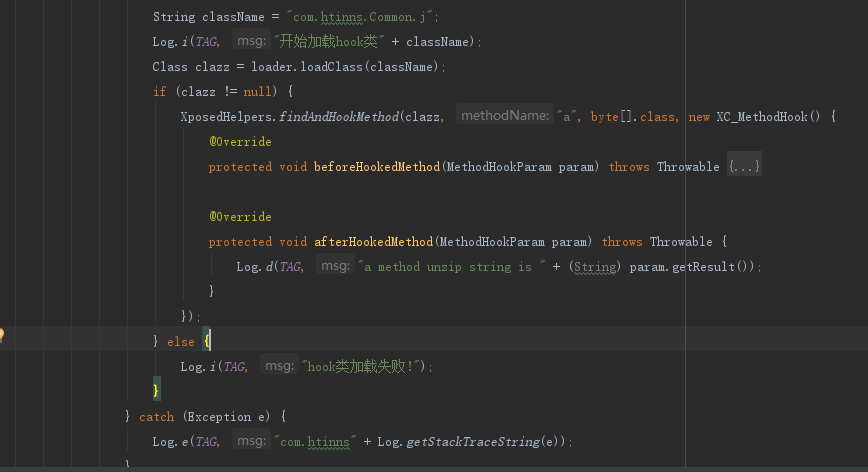 String className = "com.htinns.Common.j";
Log.i(TAG, msg: "开始加载hook类" + className);
Class clazz = loader.loadClass(className);
if (clazz != null) {
XposedHelpers.findAndHookMethod(clazz, methodName: "a", byte[].class, new XC_MethodHook() {
@Override
protected void beforeHookedMethod(MethodHookParam param) throws Throwable {...}
@Override
protected void afterHookedMethod(MethodHookParam param) throws Throwable {
Log.d(TAG, msg: "a method unzip string is " + (String) param.getResult());
}
});
} else {
Log.i(TAG, msg: "hook类加载失败!");
}
} catch (Exception e) {
Log.e(TAG, msg: "com.htinns" + Log.getStackTraceString(e));
}